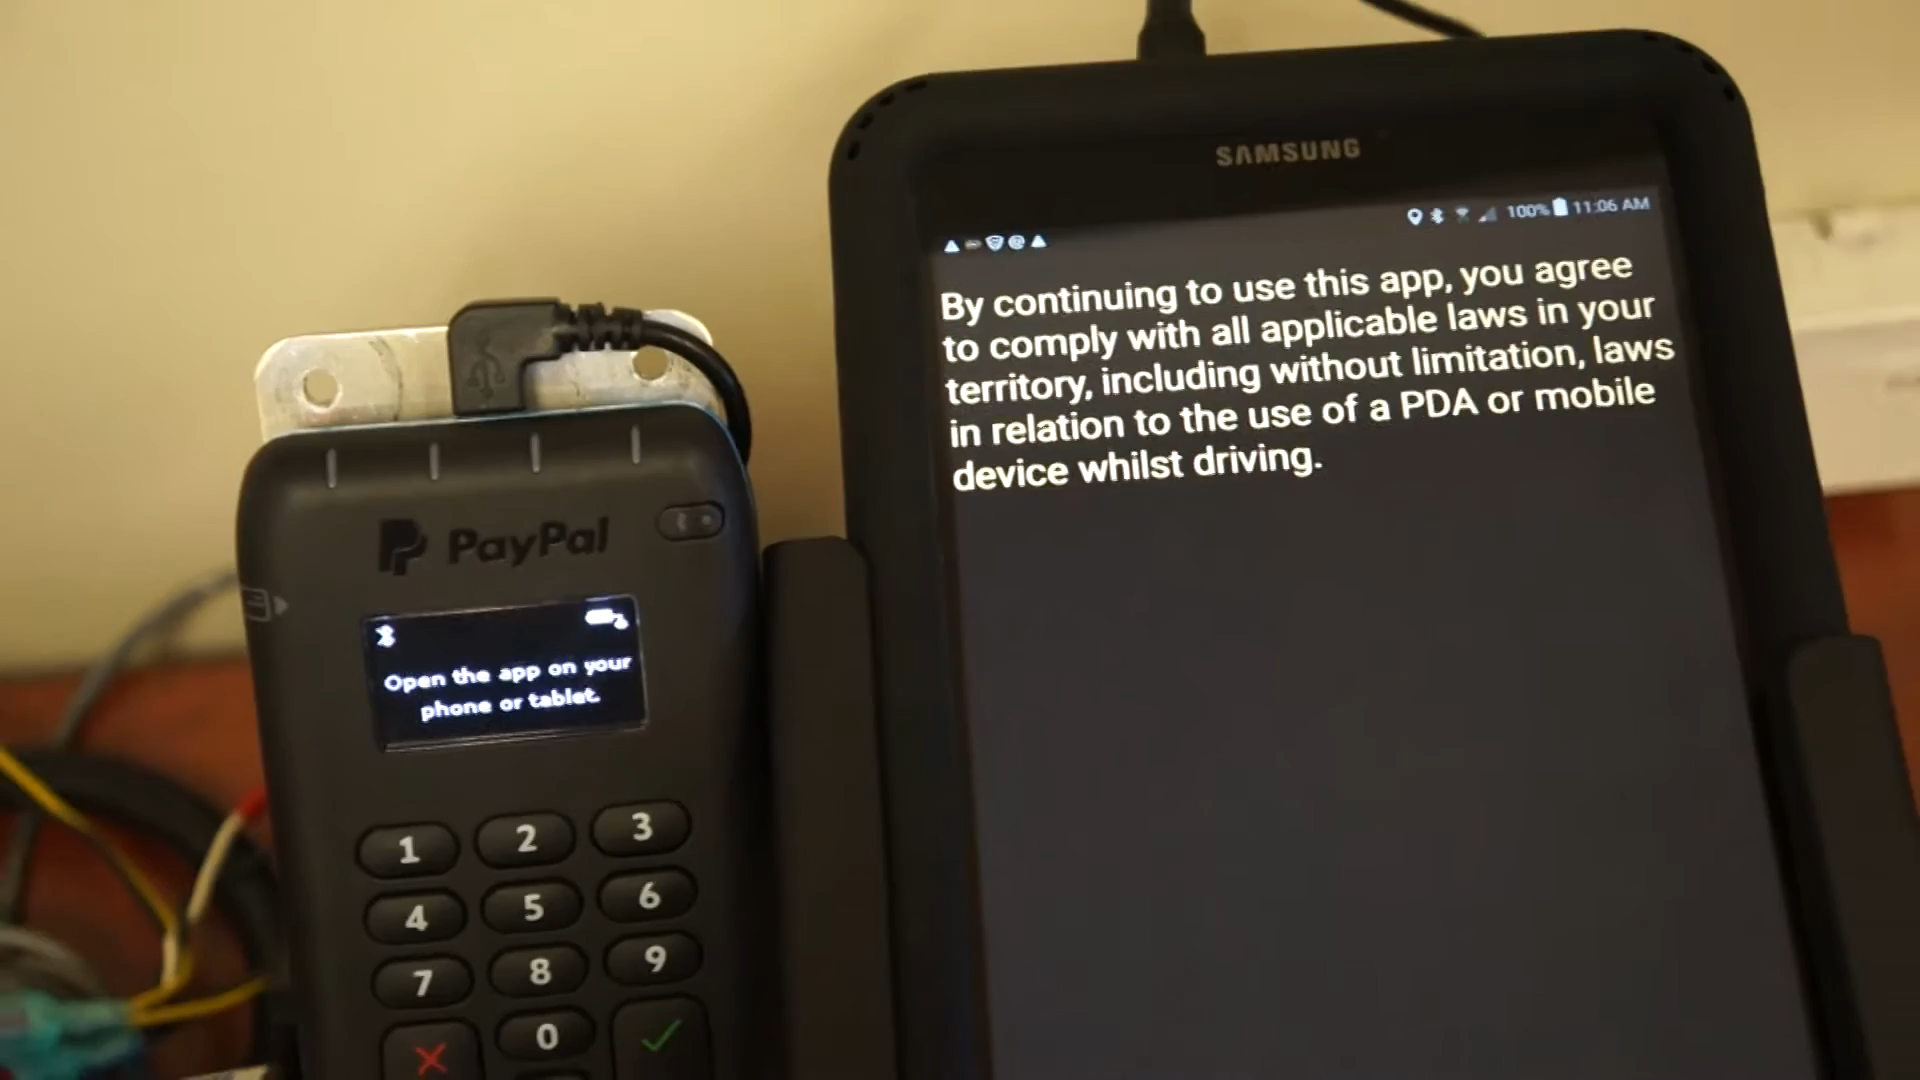 SAMSUNG
100% 11:06 AM
By continuing to use this app, you agree
to comply with all applicable laws in your
territory, including without limitation, laws
in relation to the use of a PDA or mobile
device whilst driving.
PayPal
Open the app on your
phone or tablet.
1 2 3
4 5 6
7 8 9
0